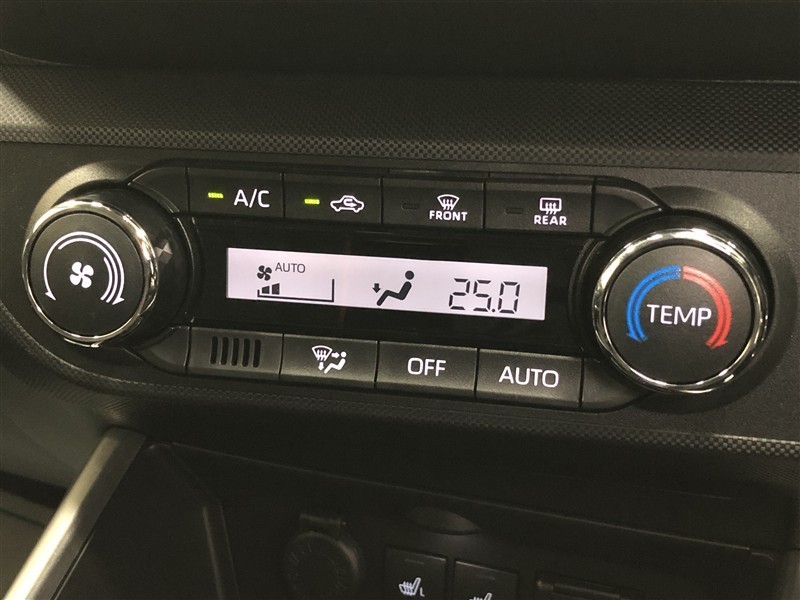 A/C
FRONT
REAR
AUTO
25.0
TEMP
OFF
AUTO
L